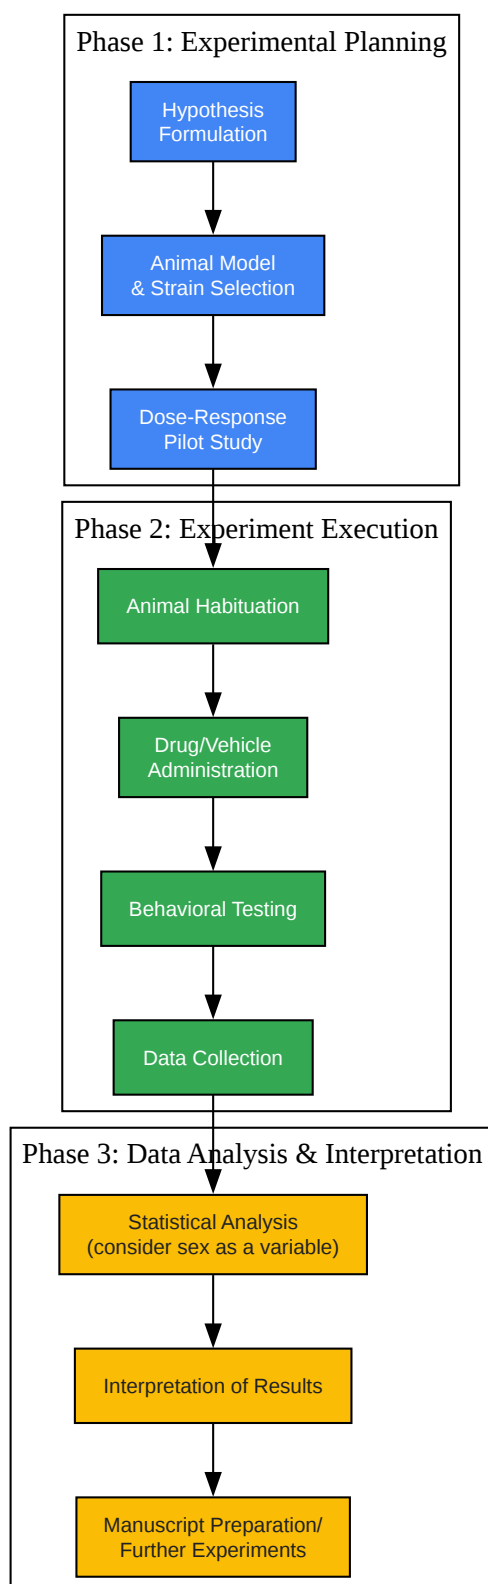 Phase 1: Experimental Planning
Hypothesis
Formulation
Animal Model
& Strain Selection
Dose-Response
Pilot Study
Phase 2: Experiment Execution
Animal Habituation
Drug/Vehicle
Administration
Behavioral Testing
Data Collection
Phase 3: Data Analysis & Interpretation
Statistical Analysis
(consider sex as a variable)
Interpretation of Results
Manuscript Preparation/
Further Experiments